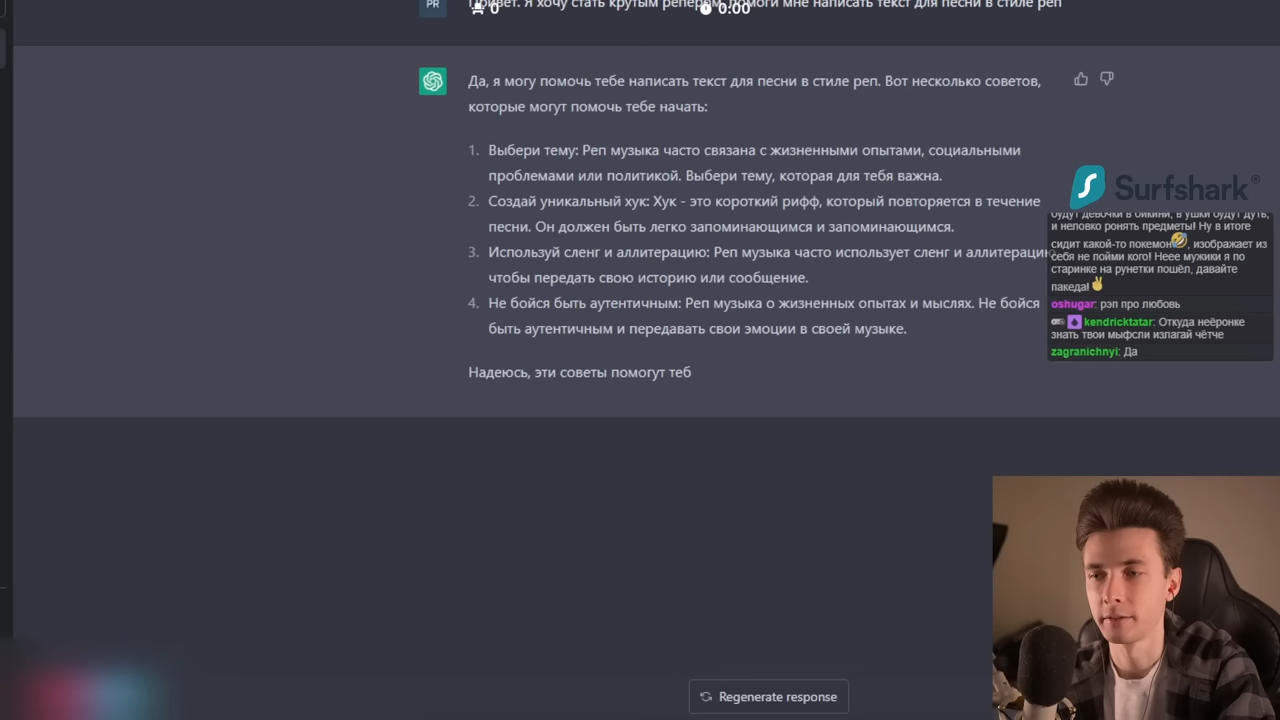 PR
Привет. Я хочу стать крутым репером, помоги мне написать текст для песни в стиле реп
0
0:00
Да, я могу помочь тебе написать текст для песни в стиле реп. Вот несколько советов,
которые могут помочь тебе начать:
1. Выбери тему: Реп музыка часто связана с жизненными опытами, социальными
проблемами или политикой. Выбери тему, которая для тебя важна.
2. Создай уникальный хук: Хук - это короткий рифф, который повторяется в течение
песни. Он должен быть легко запоминающимся и запоминающимся.
3. Используй сленг и аллитерацию: Реп музыка часто использует сленг и аллитерацию
чтобы передать свою историю или сообщение.
4. Не бойся быть аутентичным: Реп музыка о жизненных опытах и мыслях. Не бойся
быть аутентичным и передавать свои эмоции в своей музыке.
Надеюсь, эти советы помогут теб
Surfshark®
будут девочки в бикини, в ушки будут дуть,
и неловко ронять предметы! Ну в итоге
сидит какой-то покемон🤣, изображает из
себя не пойми кого! Неее мужики я по
старинке на рунетки пошёл, давайте
пакеда!✌
oshugar: рэп про любовь
kendricktatar: Откуда неёронке
знать твои мыфсли излагай чётче
zagranichnyi: Да
Regenerate response